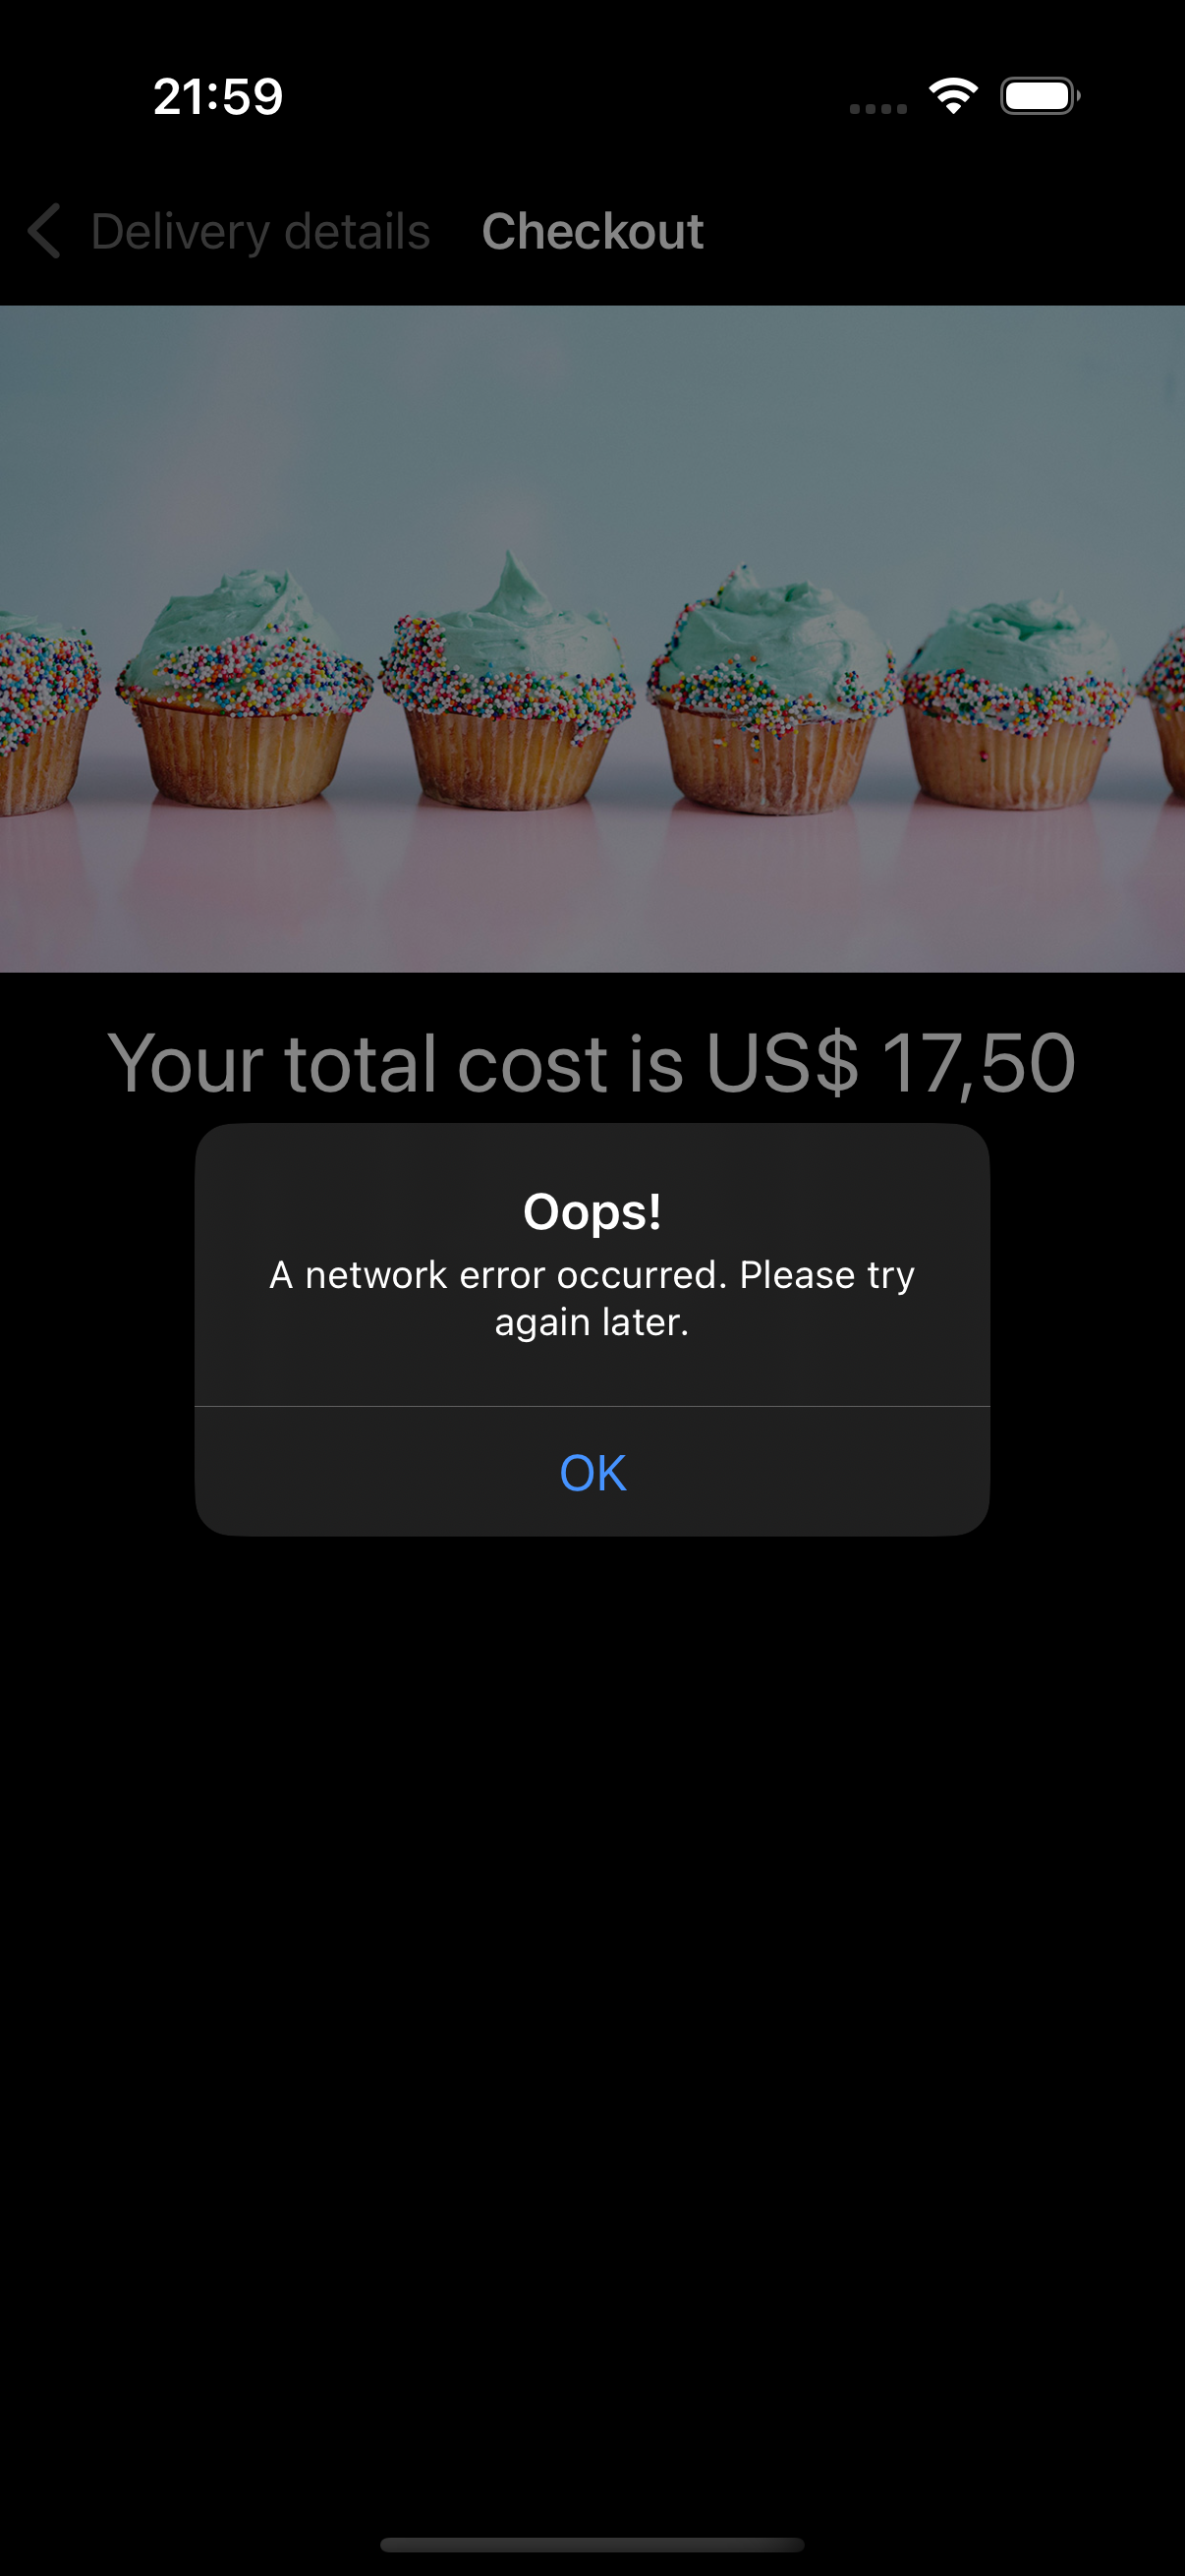 21:59
Delivery details Checkout
Your total cost is US$ 17,50
Oops!
A network error occurred. Please try
again later.
OK